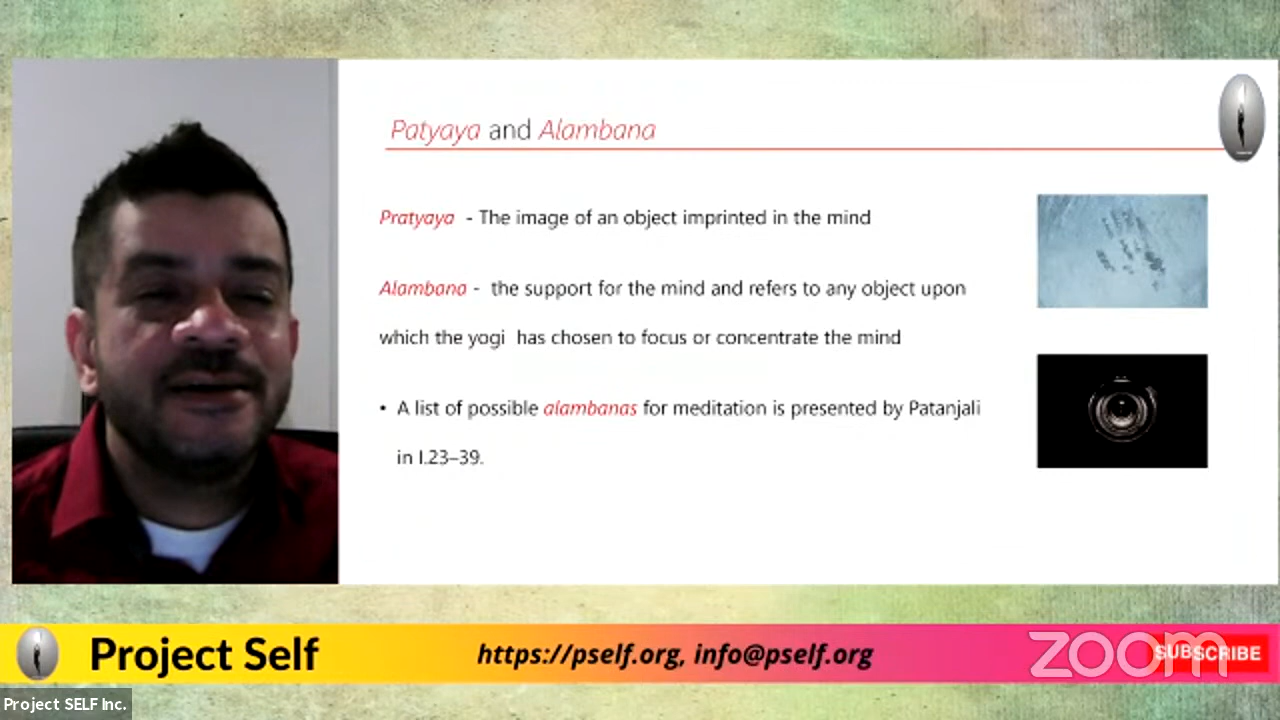 Patyaya and Alambana
Pratyaya - The image of an object imprinted in the mind
Alambana - the support for the mind and refers to any object upon
which the yogi has chosen to focus or concentrate the mind
• A list of possible alambanas for meditation is presented by Patanjali
in I.23–39.
Project Self
https://pself.org, info@pself.org
zoom
SUBSCRIBE
Project SELF Inc.